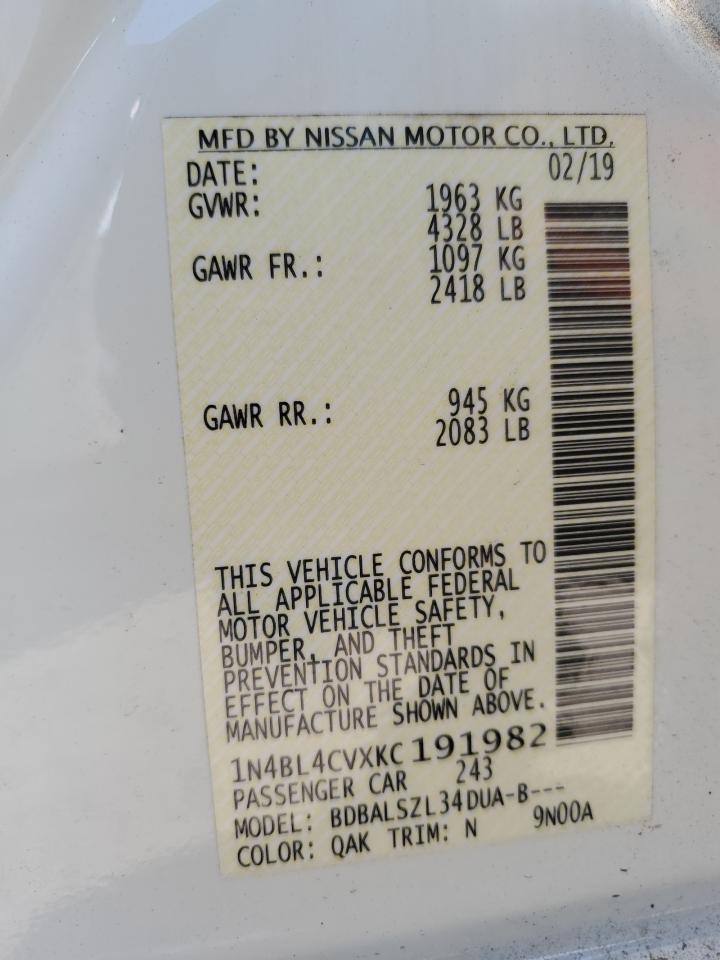 MFD BY NISSAN MOTOR CO., LTD.
DATE: 02/19
GVWR: 1963 KG
4328 LB
GAWR FR.: 1097 KG
2418 LB
GAWR RR.: 945 KG
2083 LB
THIS VEHICLE CONFORMS TO
ALL APPLICABLE FEDERAL
MOTOR VEHICLE SAFETY,
BUMPER, AND THEFT
PREVENTION STANDARDS IN
EFFECT ON THE DATE OF
MANUFACTURE SHOWN ABOVE.
1N4BL4CVXKC191982
PASSENGER CAR 243
MODEL: BDBALSZL34DUA-B---
COLOR: QAK TRIM: N 9N00A